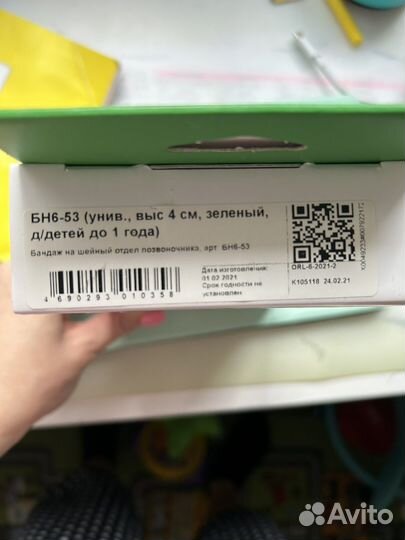 БН6-53 (унив., выс 4 см, зеленый,
д/детей до 1 года)
Бандаж на шейный отдел позвоночника, арт. БН6-53
4 690293 010358
Дата изготовления:
01.02.2021
Срок годности не
установлен
ORL-6-2021-2
K105118 24.02.21
Avito